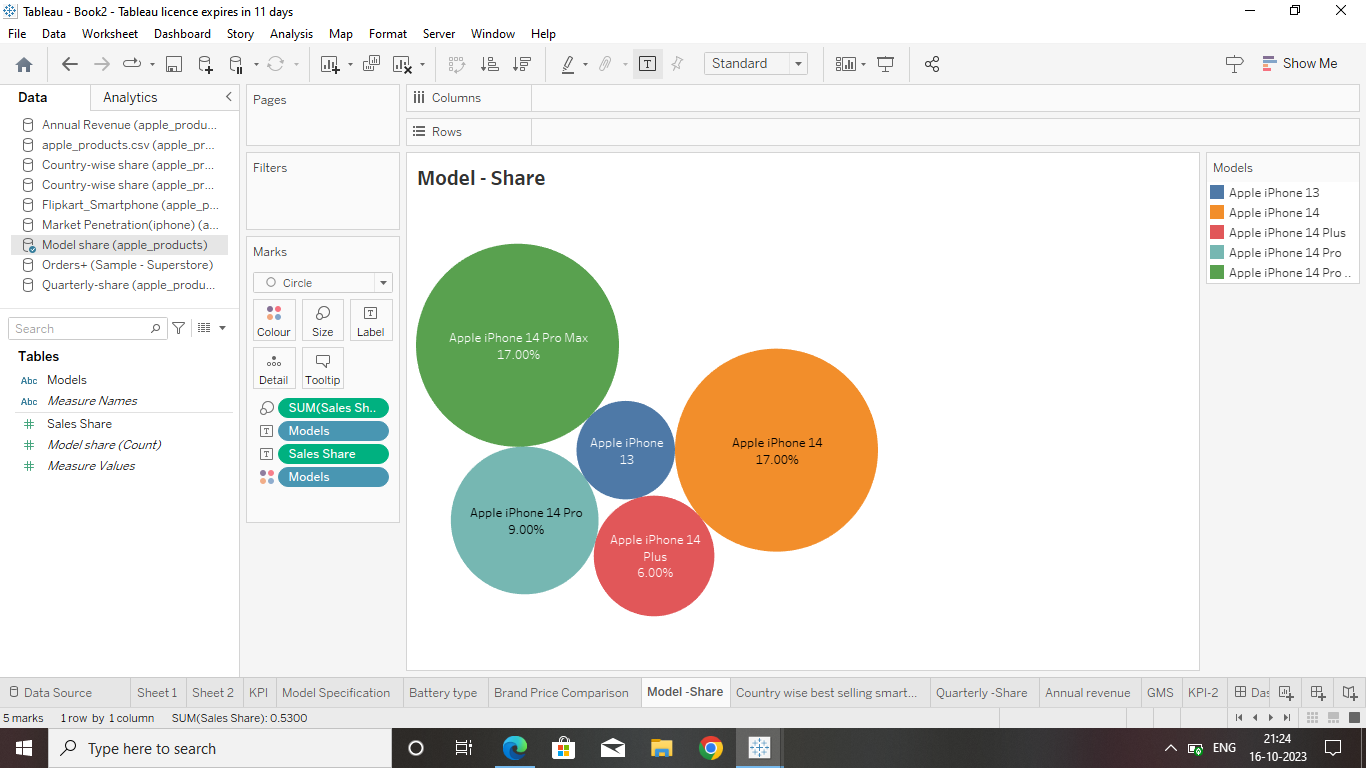 Tableau - Book2 - Tableau licence expires in 11 days
File Data Worksheet Dashboard Story Analysis Map Format Server Window Help
Standard
Show Me
Data Analytics
Annual Revenue (apple_produ...
apple_products.csv (apple_pr...
Country-wise share (apple_pr...
Country-wise share (apple_pr...
Flipkart_Smartphone (apple_p...
Market Penetration(iphone) (a...
Model share (apple_products)
Orders+ (Sample - Superstore)
Quarterly-share (apple_produ...
Search
Tables
Abc Models
Abc Measure Names
Sales Share
Model share (Count)
Measure Values
Pages
Filters
Marks
Circle
Colour Size Label
Detail Tooltip
SUM(Sales Sh..
Models
Sales Share
Models
Columns
Rows
Model - Share
Apple iPhone 14 Pro Max
17.00%
Apple iPhone
13
Apple iPhone 14
17.00%
Apple iPhone 14 Pro
9.00%
Apple iPhone 14
Plus
6.00%
Models
Apple iPhone 13
Apple iPhone 14
Apple iPhone 14 Plus
Apple iPhone 14 Pro
Apple iPhone 14 Pro ..
Data Source Sheet 1 Sheet 2 KPI Model Specification Battery type Brand Price Comparison Model -Share Country wise best selling smart... Quarterly -Share Annual revenue GMS KPI-2 Das
5 marks 1 row by 1 column SUM(Sales Share): 0.5300
Type here to search
ENG
21:24
16-10-2023